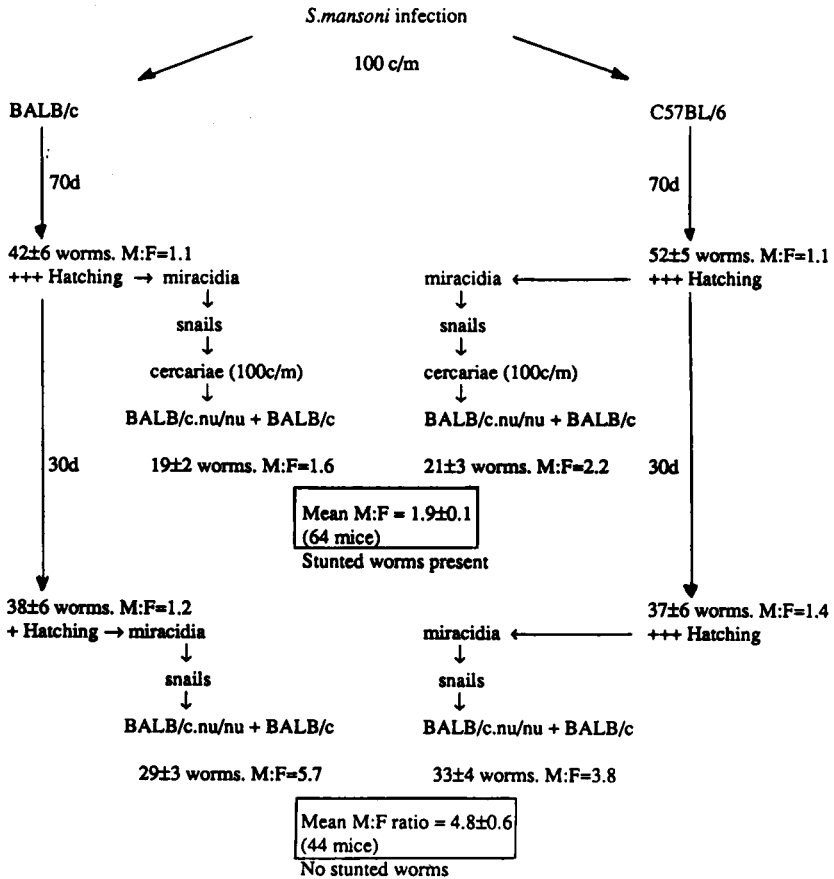 S.mansoni infection
100 c/m
BALB/c
C57BL/6
70d
70d
42±6 worms. M:F=1.1
52±5 worms. M:F=1.1
+++ Hatching → miracidia
miracidia ← +++ Hatching
↓ ↓
snails snails
↓ ↓
cercariae (100c/m) cercariae (100c/m)
↓ ↓
BALB/c.nu/nu + BALB/c BALB/c.nu/nu + BALB/c
30d
19±2 worms. M:F=1.6
21±3 worms. M:F=2.2
30d
Mean M:F = 1.9±0.1
(64 mice)
Stunted worms present
38±6 worms. M:F=1.2
37±6 worms. M:F=1.4
+ Hatching → miracidia
miracidia ← +++ Hatching
↓ ↓
snails snails
↓ ↓
BALB/c.nu/nu + BALB/c BALB/c.nu/nu + BALB/c
29±3 worms. M:F=5.7
33±4 worms. M:F=3.8
Mean M:F ratio = 4.8±0.6
(44 mice)
No stunted worms